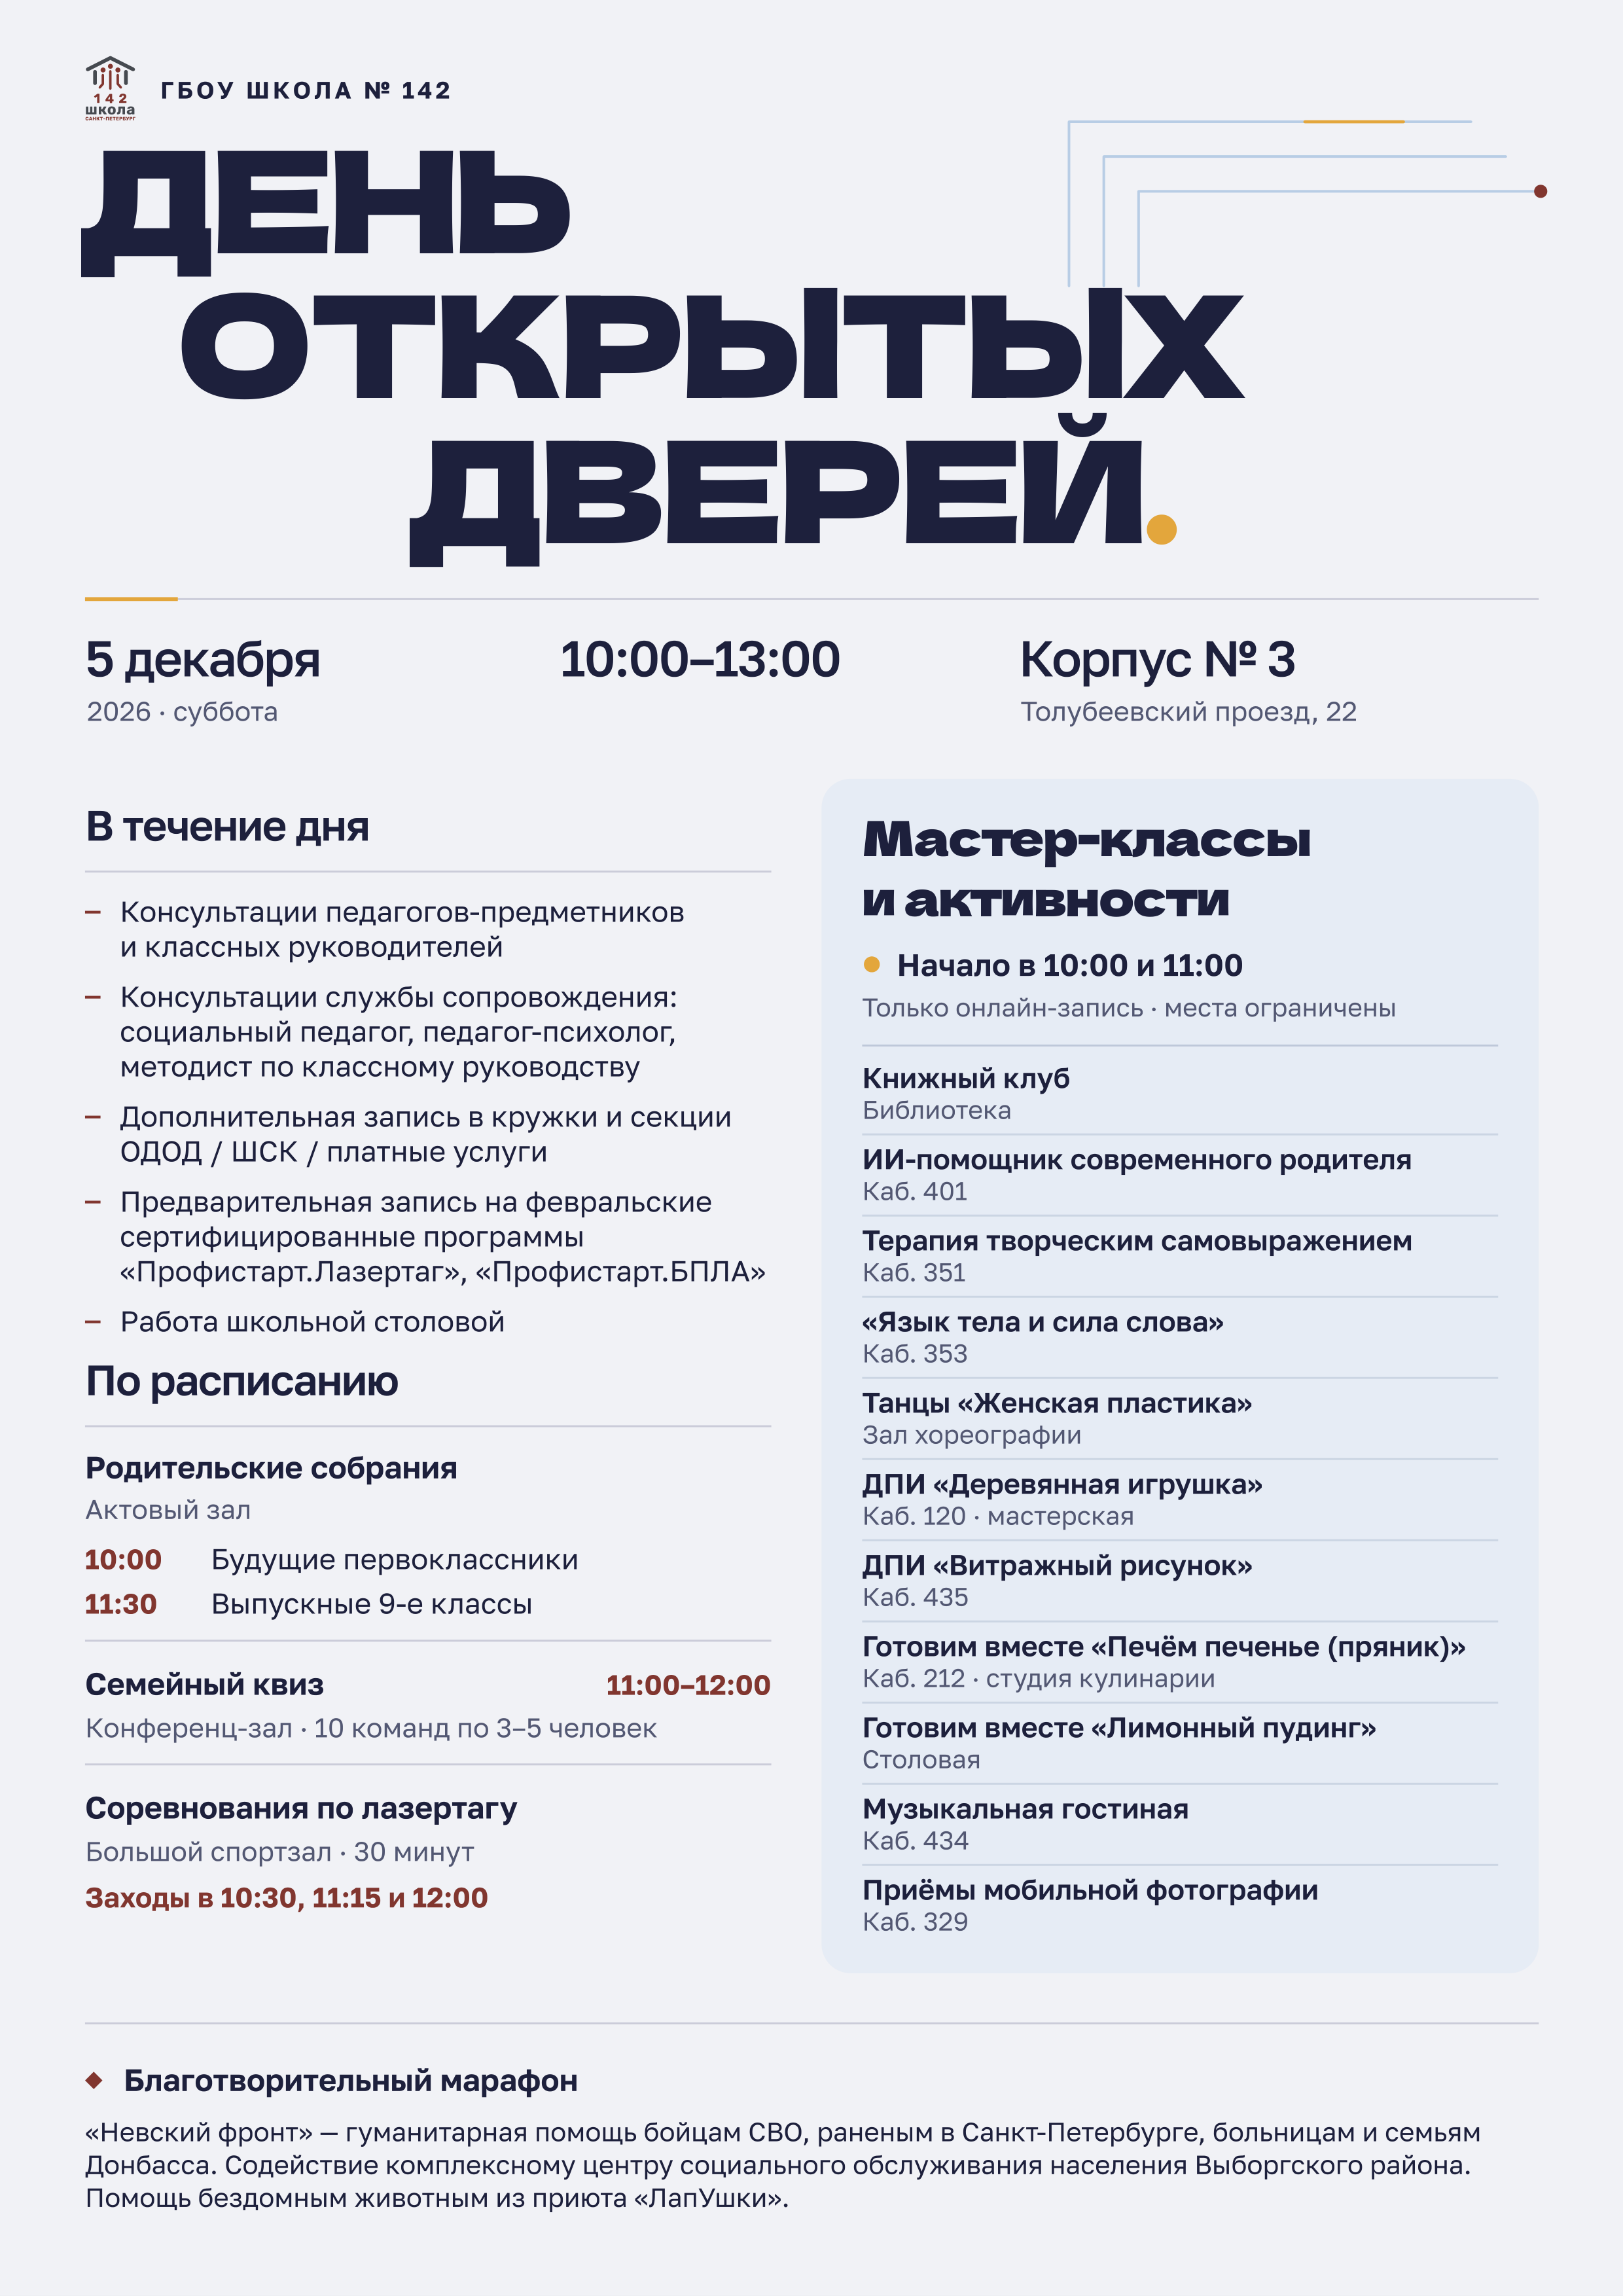 142
школа
САНКТ-ПЕТЕРБУРГ
ГБОУ ШКОЛА № 142
ДЕНЬ
ОТКРЫТЫХ
ДВЕРЕЙ.
5 декабря
2026 · суббота
10:00–13:00
Корпус № 3
Толубеевский проезд, 22
В течение дня
– Консультации педагогов-предметников
и классных руководителей
– Консультации службы сопровождения:
социальный педагог, педагог-психолог,
методист по классному руководству
– Дополнительная запись в кружки и секции
ОДОД / ШСК / платные услуги
– Предварительная запись на февральские
сертифицированные программы
«Профистарт.Лазертаг», «Профистарт.БПЛА»
– Работа школьной столовой
По расписанию
Родительские собрания
Актовый зал
10:00 Будущие первоклассники
11:30 Выпускные 9-е классы
Семейный квиз 11:00–12:00
Конференц-зал · 10 команд по 3–5 человек
Соревнования по лазертагу
Большой спортзал · 30 минут
Заходы в 10:30, 11:15 и 12:00
Мастер-классы
и активности
Начало в 10:00 и 11:00
Только онлайн-запись · места ограничены
Книжный клуб
Библиотека
ИИ-помощник современного родителя
Каб. 401
Терапия творческим самовыражением
Каб. 351
«Язык тела и сила слова»
Каб. 353
Танцы «Женская пластика»
Зал хореографии
ДПИ «Деревянная игрушка»
Каб. 120 · мастерская
ДПИ «Витражный рисунок»
Каб. 435
Готовим вместе «Печём печенье (пряник)»
Каб. 212 · студия кулинарии
Готовим вместе «Лимонный пудинг»
Столовая
Музыкальная гостиная
Каб. 434
Приёмы мобильной фотографии
Каб. 329
Благотворительный марафон
«Невский фронт» — гуманитарная помощь бойцам СВО, раненым в Санкт-Петербурге, больницам и семьям
Донбасса. Содействие комплексному центру социального обслуживания населения Выборгского района.
Помощь бездомным животным из приюта «ЛапУшки».